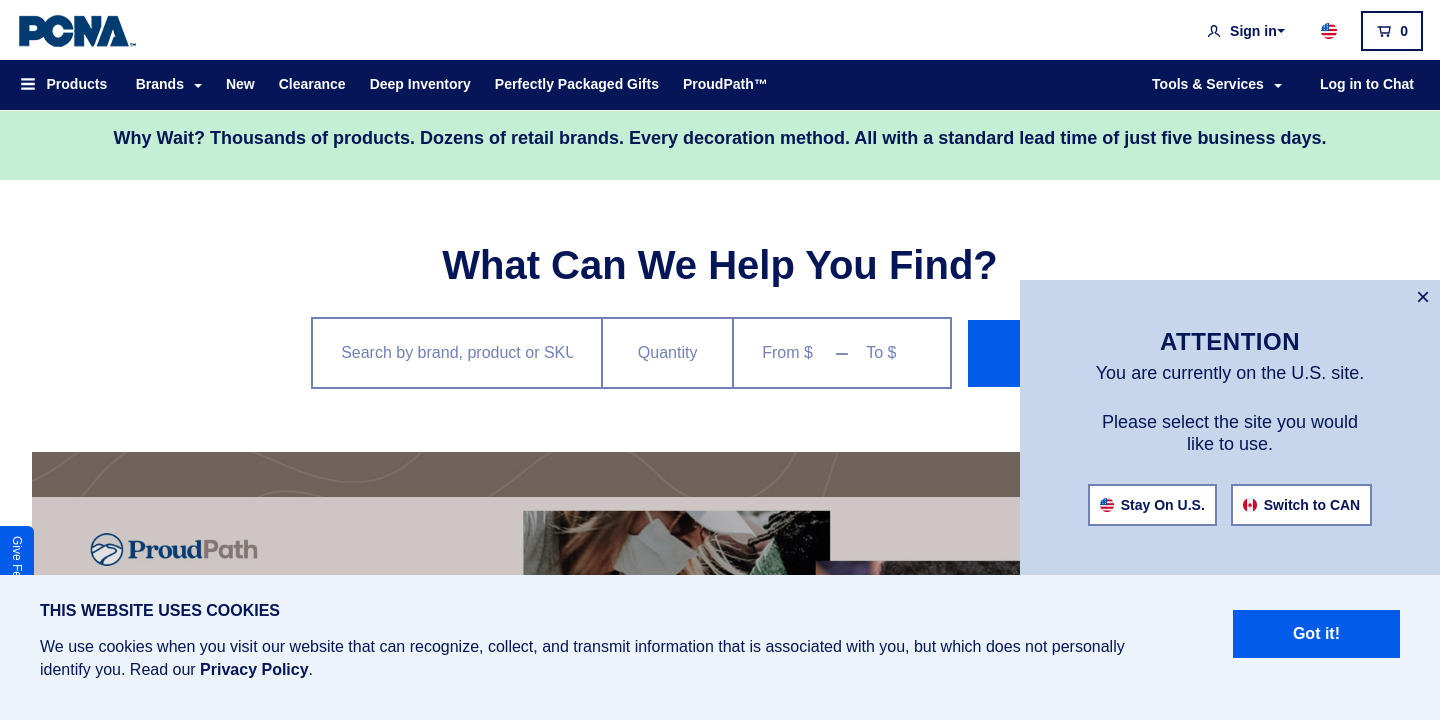 PCNA
Sign in
0
Products Brands New Clearance Deep Inventory Perfectly Packaged Gifts ProudPath™ Tools & Services Log in to Chat
Why Wait? Thousands of products. Dozens of retail brands. Every decoration method. All with a standard lead time of just five business days.
What Can We Help You Find?
Search by brand, product or SKU
Quantity
From $ – To $
×
ATTENTION
You are currently on the U.S. site.
Please select the site you would
like to use.
Stay On U.S.
Switch to CAN
ProudPath
Give Fe
THIS WEBSITE USES COOKIES
We use cookies when you visit our website that can recognize, collect, and transmit information that is associated with you, but which does not personally
identify you. Read our Privacy Policy.
Got it!